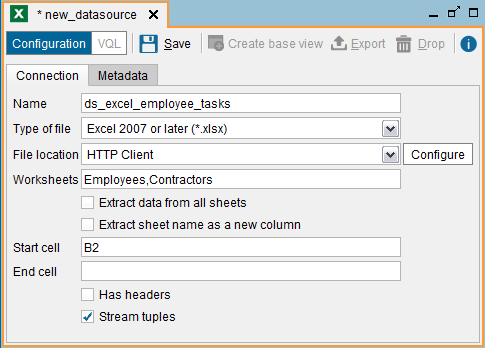 * new_datasource
Configuration VQL Save Create base view Export Drop
Connection Metadata
Name ds_excel_employee_tasks
Type of file Excel 2007 or later (*.xlsx)
File location HTTP Client Configure
Worksheets Employees,Contractors
Extract data from all sheets
Extract sheet name as a new column
Start cell B2
End cell
Has headers
Stream tuples